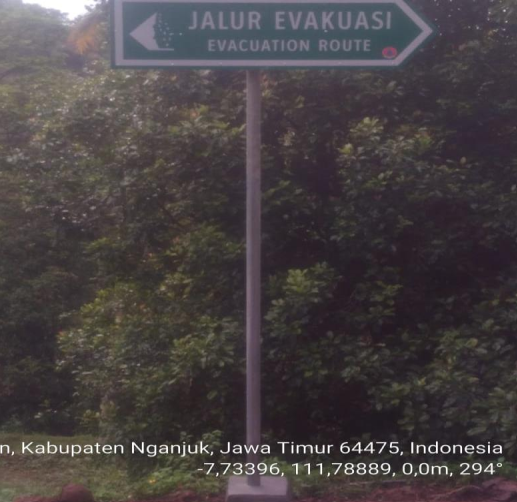 JALUR EVAKUASI
EVACUATION ROUTE
Kabupaten Nganjuk, Jawa Timur 64475, Indonesia
-7,73396, 111,78889, 0,0m, 294°